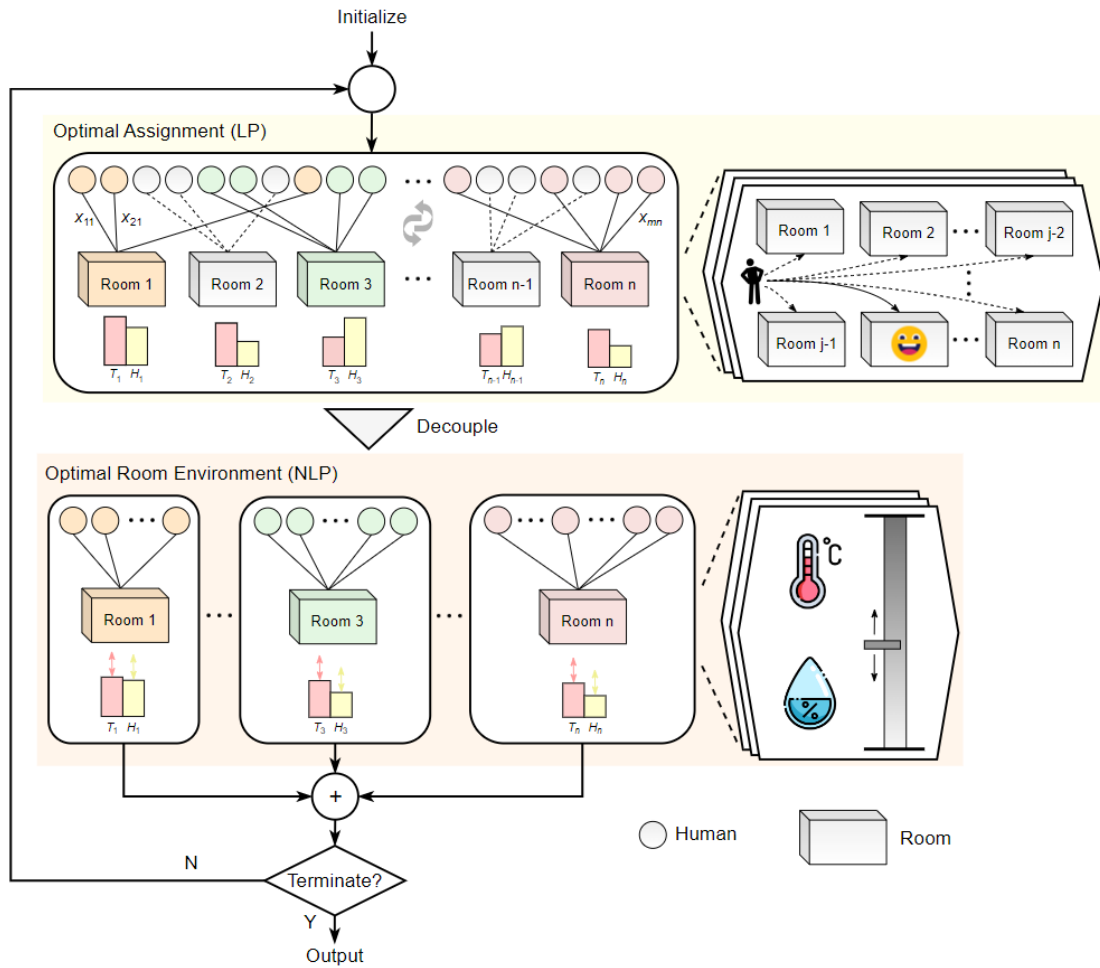 Initialize
Optimal Assignment (LP)
x11 x21 ... ... xmn
Room 1 Room 2 Room 3 ... Room n-1 Room n
T1 H1 T2 H2 T3 H3 Tn-1 Hn-1 Tn Hn
Room 1 Room 2 ... Room j-2
Room j-1 ... Room n
Decouple
Optimal Room Environment (NLP)
Room 1 ... Room 3 ... Room n
T1 H1 T3 H3 Tn Hn
°C
%
+
Human
Room
N
Terminate?
Y
Output